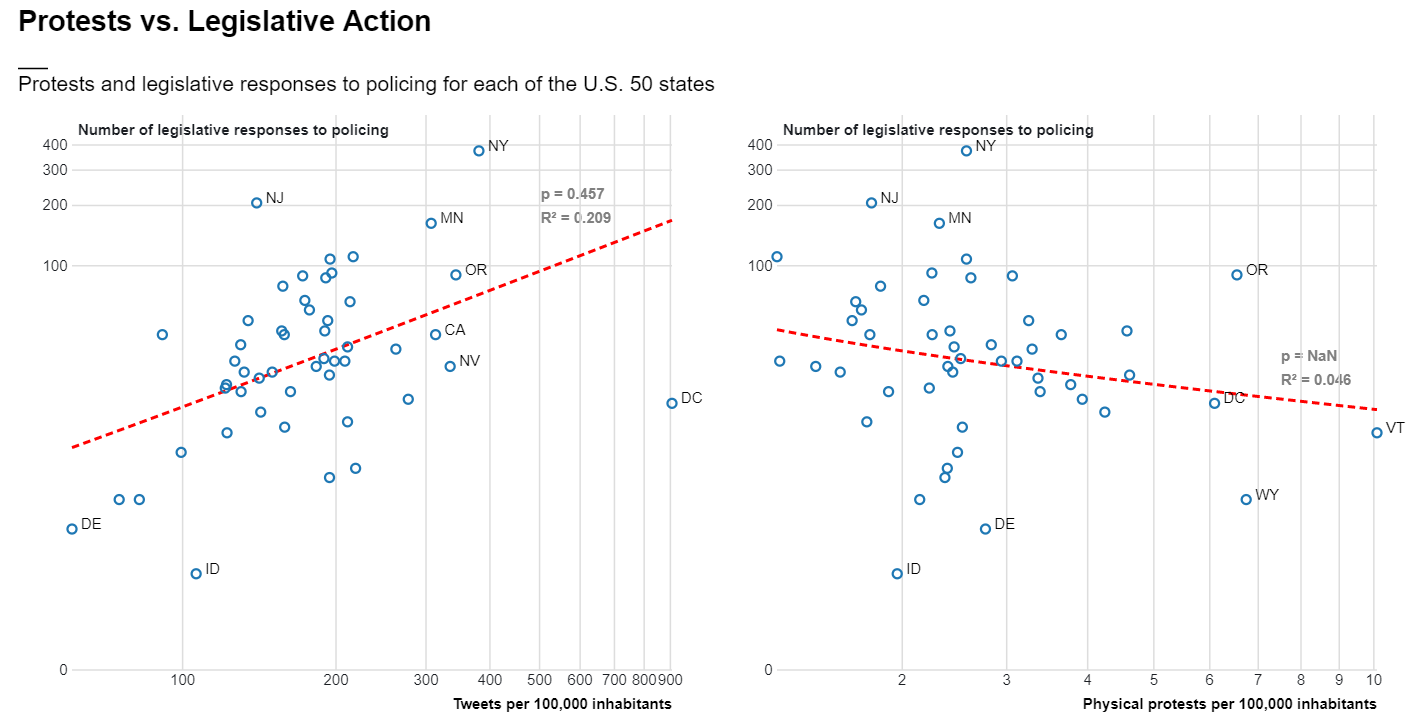 Protests vs. Legislative Action
Protests and legislative responses to policing for each of the U.S. 50 states
Number of legislative responses to policing
400
300
200
100
0
NY
NJ
p = 0.457
MN
R² = 0.209
OR
CA
NV
DC
DE
ID
100 200 300 400 500 600 700 800 900
Tweets per 100,000 inhabitants
Number of legislative responses to policing
400
300
200
100
0
NY
NJ
MN
OR
p = NaN
R² = 0.046
DC
VT
WY
DE
ID
2 3 4 5 6 7 8 9 10
Physical protests per 100,000 inhabitants